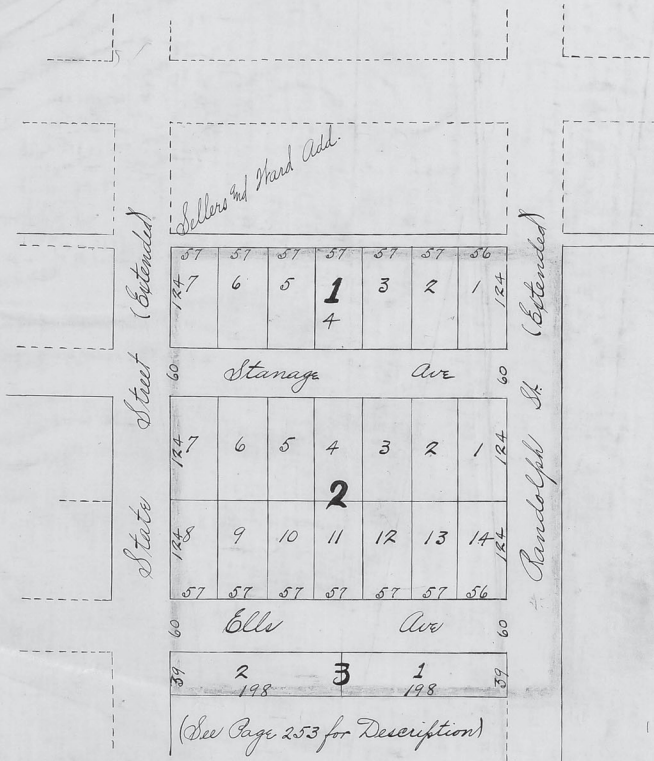 Sellers 2nd Ward Add.
57 57 57 57 57 57 56
124 7 6 5 1 3 2 1 124
4
60 Stanage Ave 60
124 7 6 5 4 3 2 1 124
2
124 8 9 10 11 12 13 14 124
57 57 57 57 57 57 56
60 Ells Ave 60
39 2 3 1 39
198 198
(See Page 253 for Description)
State Street (Extended)
Randolph St. (Extended)